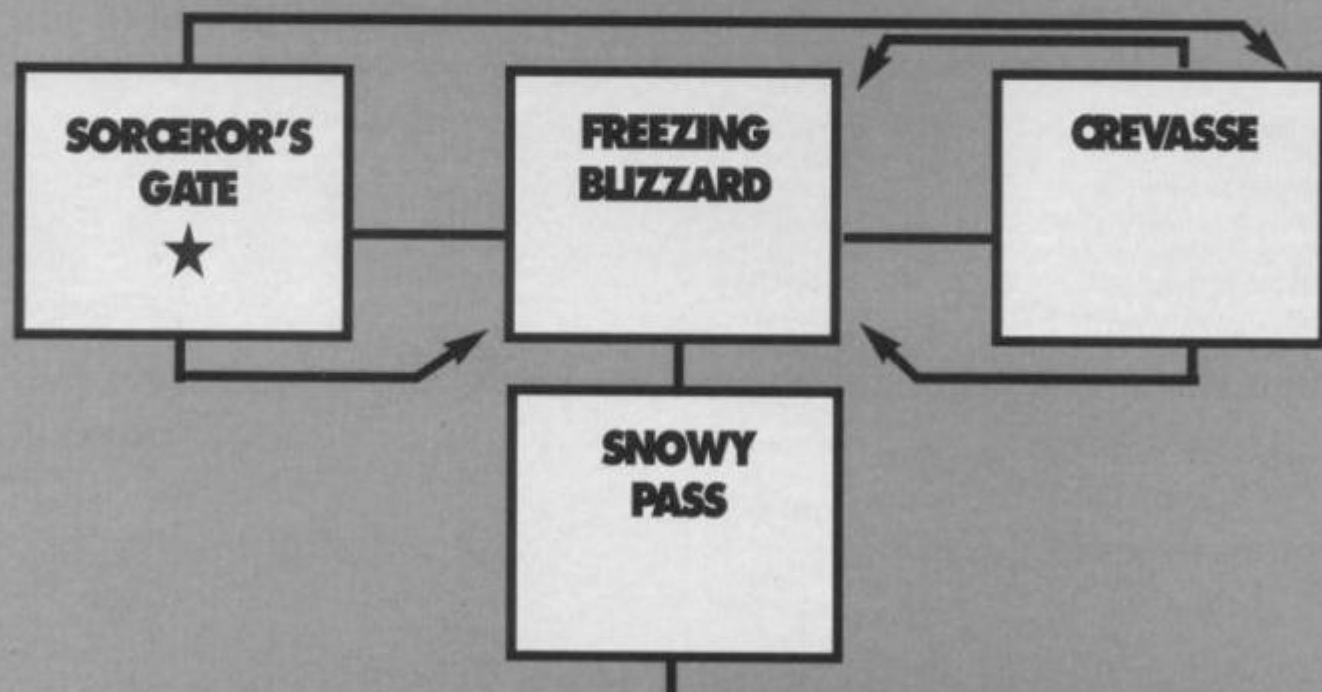 SORCEROR'S
GATE
FREEZING
BLIZZARD
CREVASSE
SNOWY
PASS